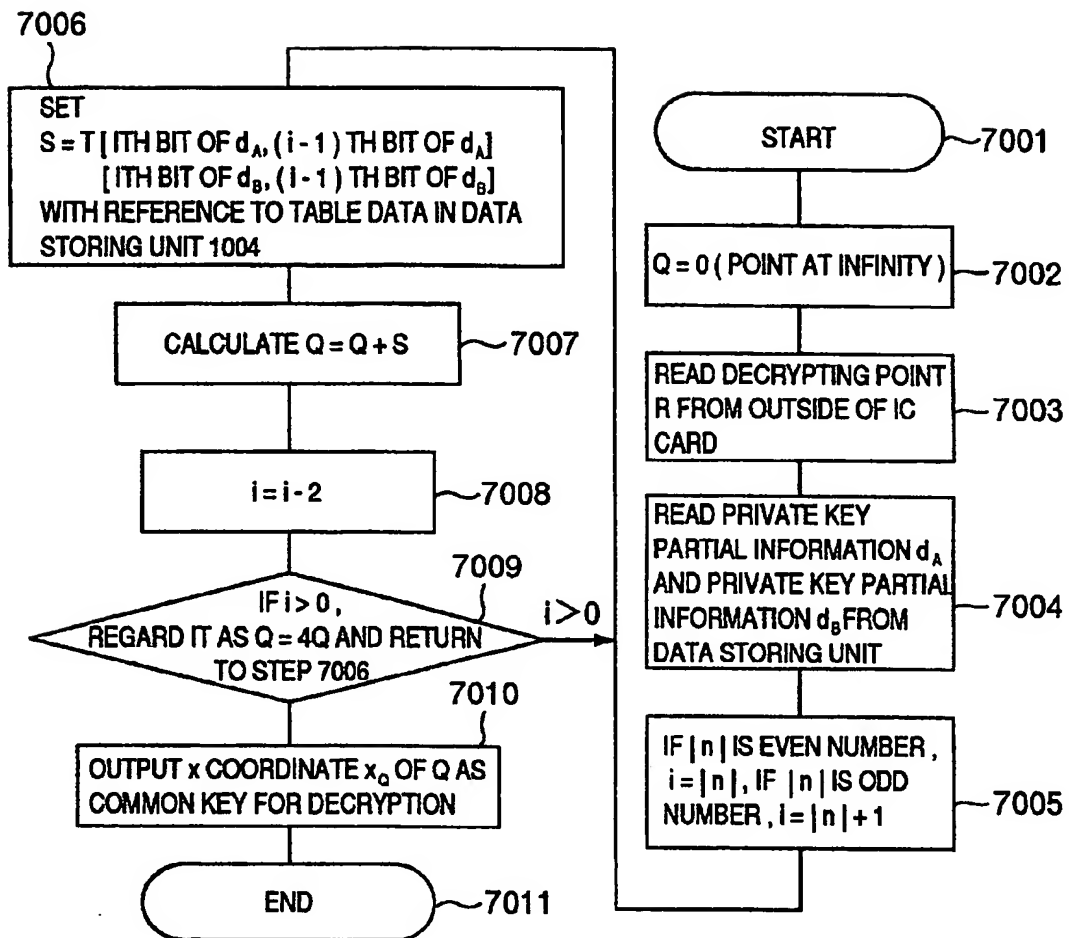 START
7001
Q = 0 ( POINT AT INFINITY )
7002
READ DECRYPTING POINT
R FROM OUTSIDE OF IC
CARD
7003
READ PRIVATE KEY
PARTIAL INFORMATION dA
AND PRIVATE KEY PARTIAL
INFORMATION dB FROM
DATA STORING UNIT
7004
IF |n| IS EVEN NUMBER ,
i = |n| , IF |n| IS ODD
NUMBER , i = |n| + 1
7005
7006
SET
S = T [ ITH BIT OF dA, (i - 1) TH BIT OF dA]
[ ITH BIT OF dB, (i - 1) TH BIT OF dB]
WITH REFERENCE TO TABLE DATA IN DATA
STORING UNIT 1004
CALCULATE Q = Q + S
7007
i = i - 2
7008
7009
IF i > 0 ,
REGARD IT AS Q = 4Q AND RETURN
TO STEP 7006
i > 0
7010
OUTPUT x COORDINATE xQ OF Q AS
COMMON KEY FOR DECRYPTION
END
7011